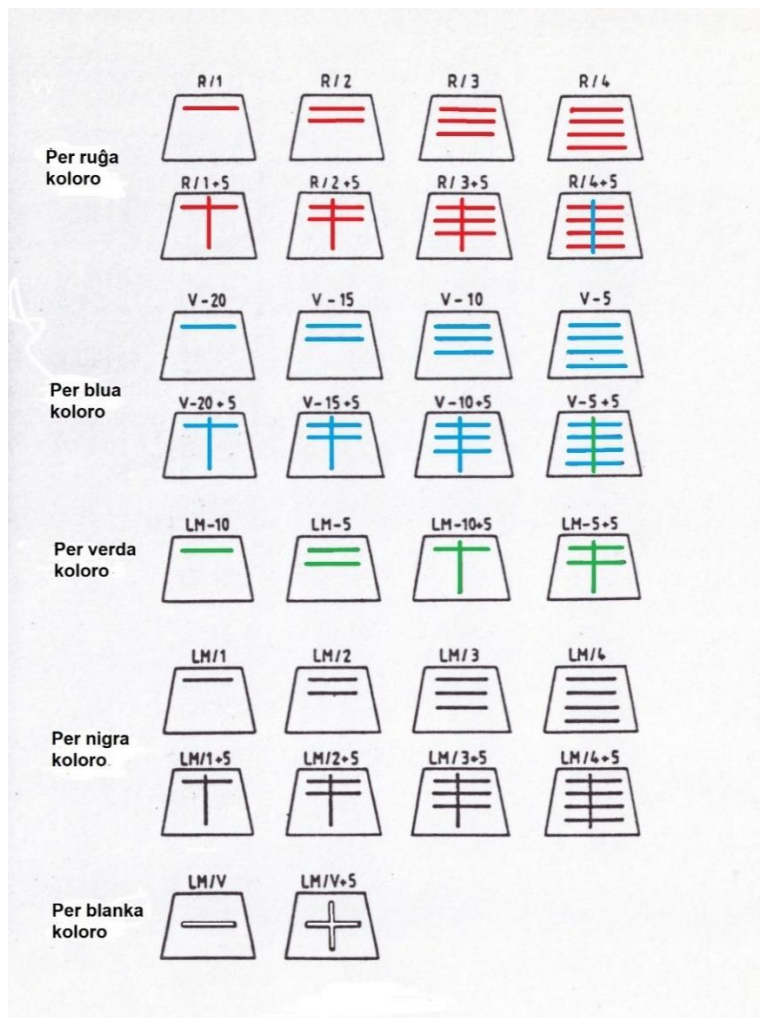 R/1 R/2 R/3 R/4
Per ruĝa
koloro
R/1+5 R/2+5 R/3+5 R/4+5
V-20 V-15 V-10 V-5
Per blua
koloro
V-20+5 V-15+5 V-10+5 V-5+5
LM-10 LM-5 LM-10+5 LM-5+5
Per verda
koloro
LM/1 LM/2 LM/3 LM/4
Per nigra
koloro
LM/1+5 LM/2+5 LM/3+5 LM/4+5
LM/V LM/V+5
Per blanka
koloro